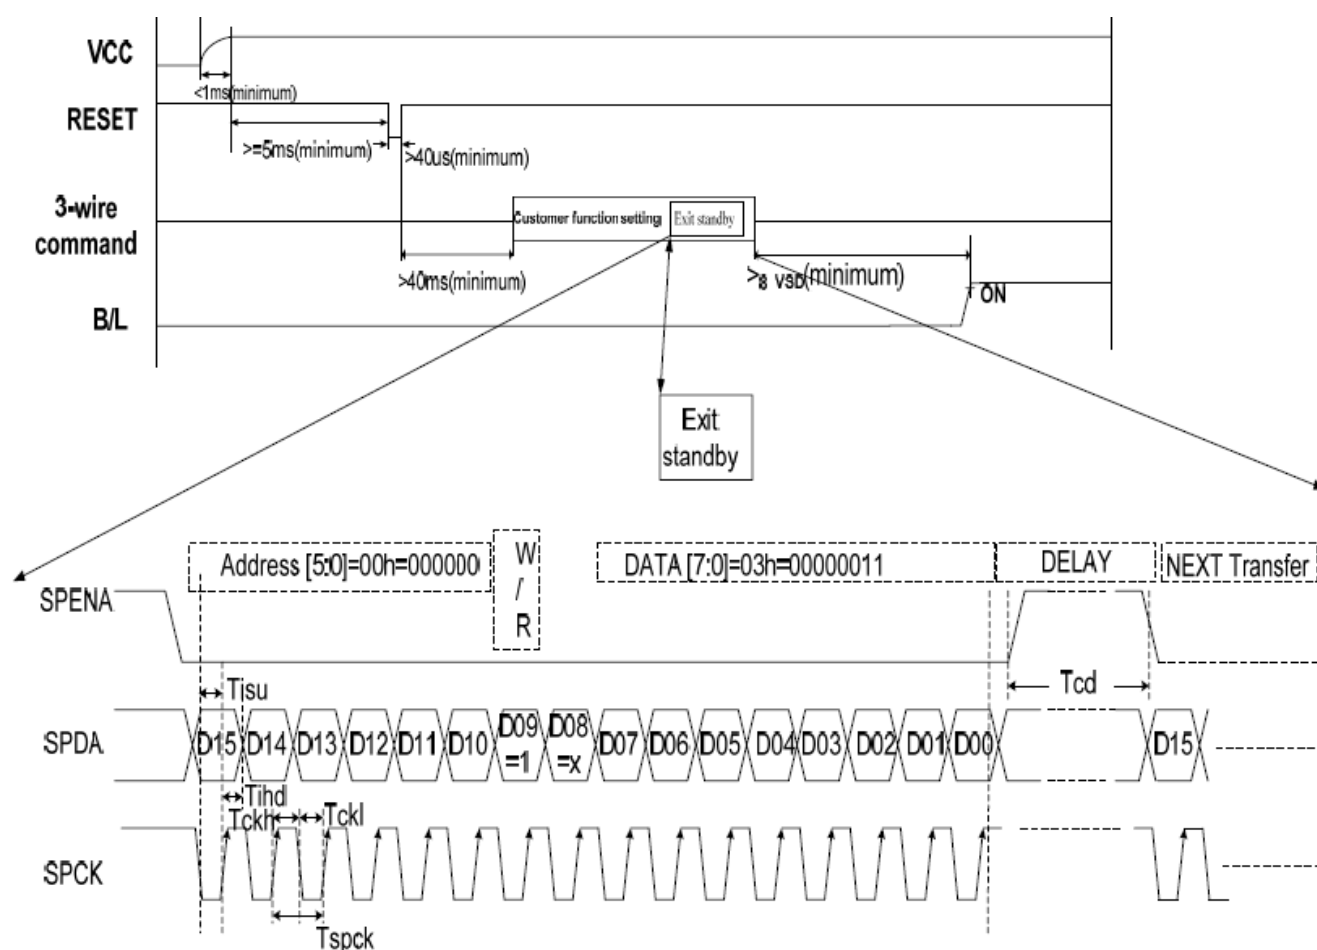 VCC
<1ms(minimum)
RESET
>=5ms(minimum)
>40us(minimum)
3-wire
command
Customer function setting
Exit standby
>40ms(minimum)
>8 VSD(minimum)
T ON
B/L
Exit
standby
Address [5:0]=00h=000000
W
/
R
DATA [7:0]=03h=00000011
DELAY
NEXT Transfer
SPENA
Tisu
Tcd
SPDA
D15
D14
D13
D12
D11
D10
D09
=1
D08
=x
D07
D06
D05
D04
D03
D02
D01
D00
D15
Tihd
Tckh
Tckl
SPCK
Tspck